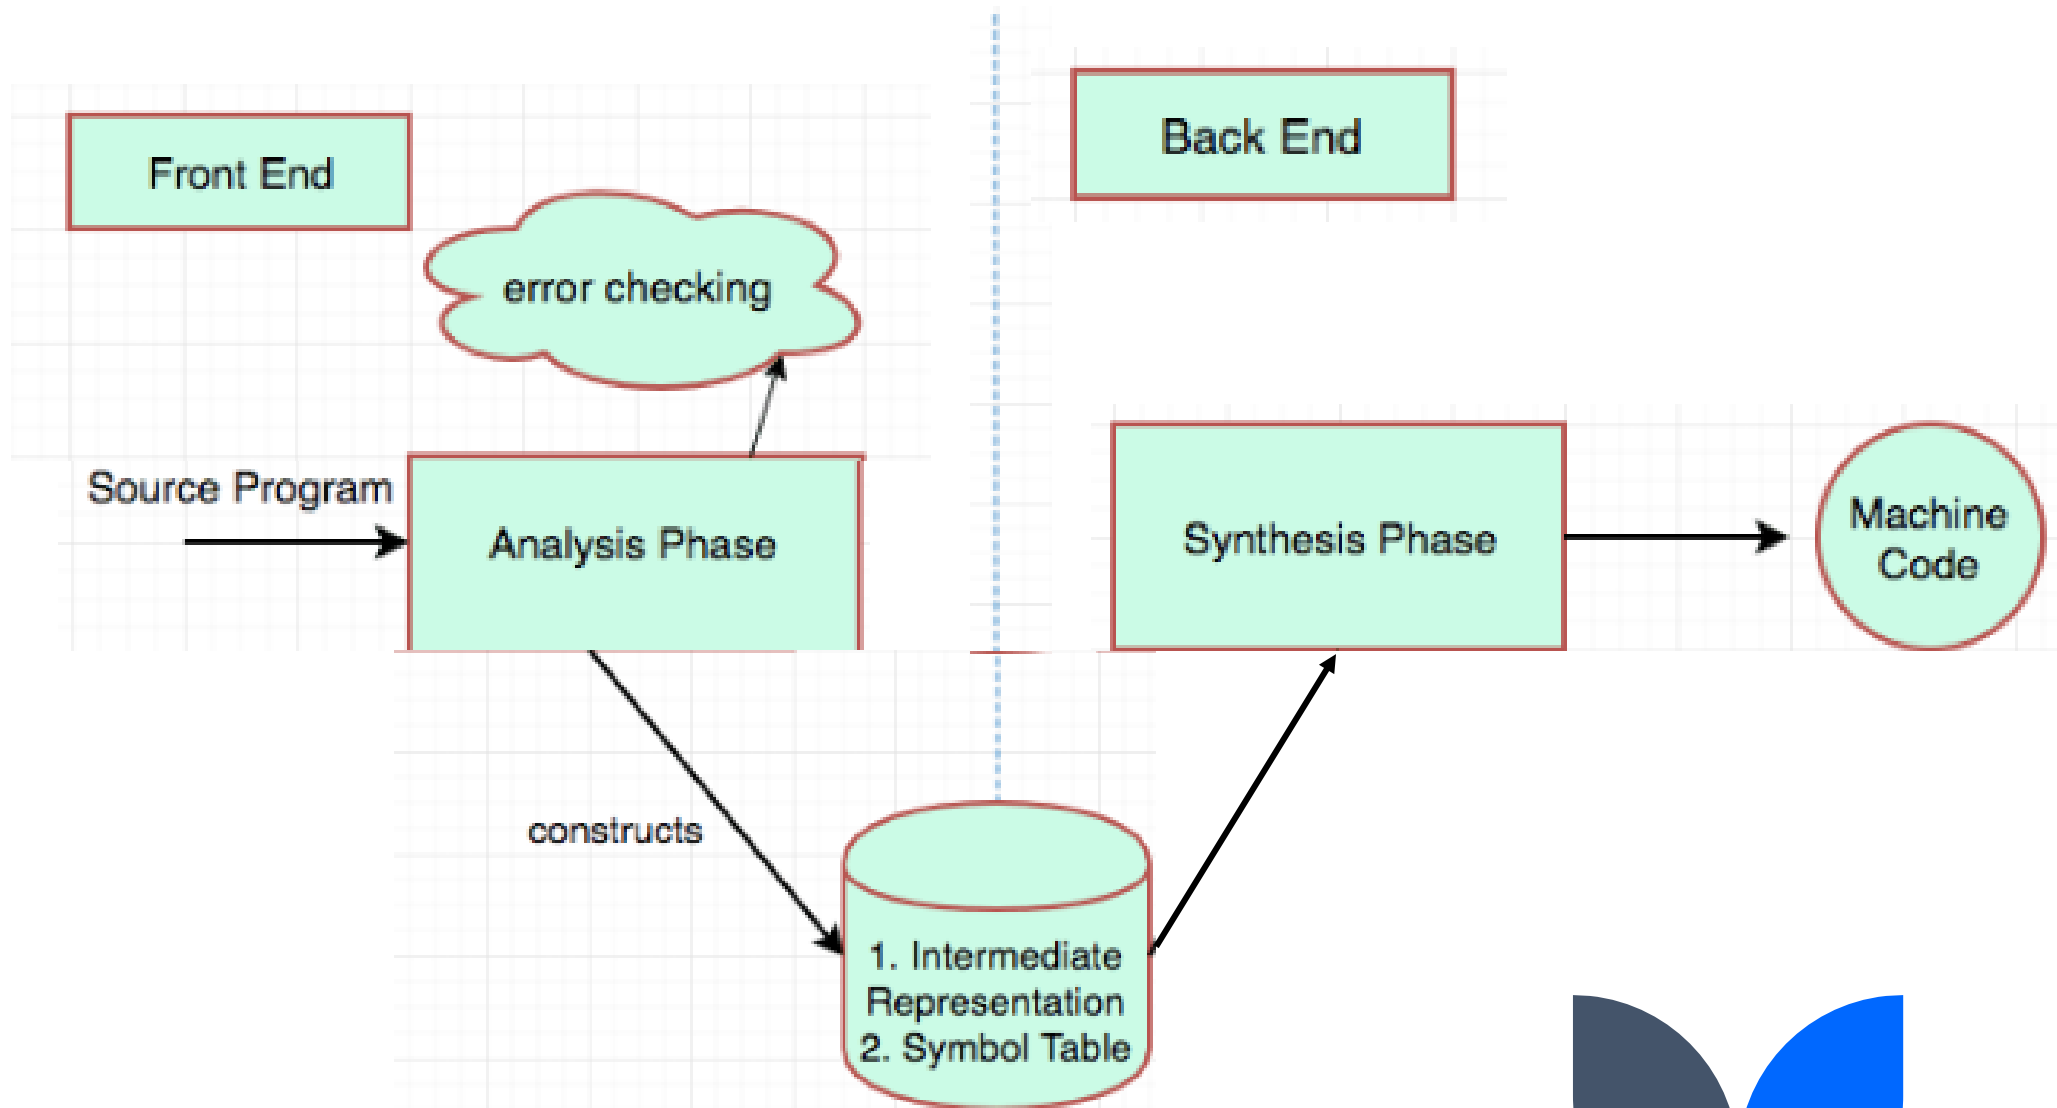 Front End
Back End
error checking
Source Program
Analysis Phase
Synthesis Phase
Machine
Code
constructs
1. Intermediate
Representation
2. Symbol Table